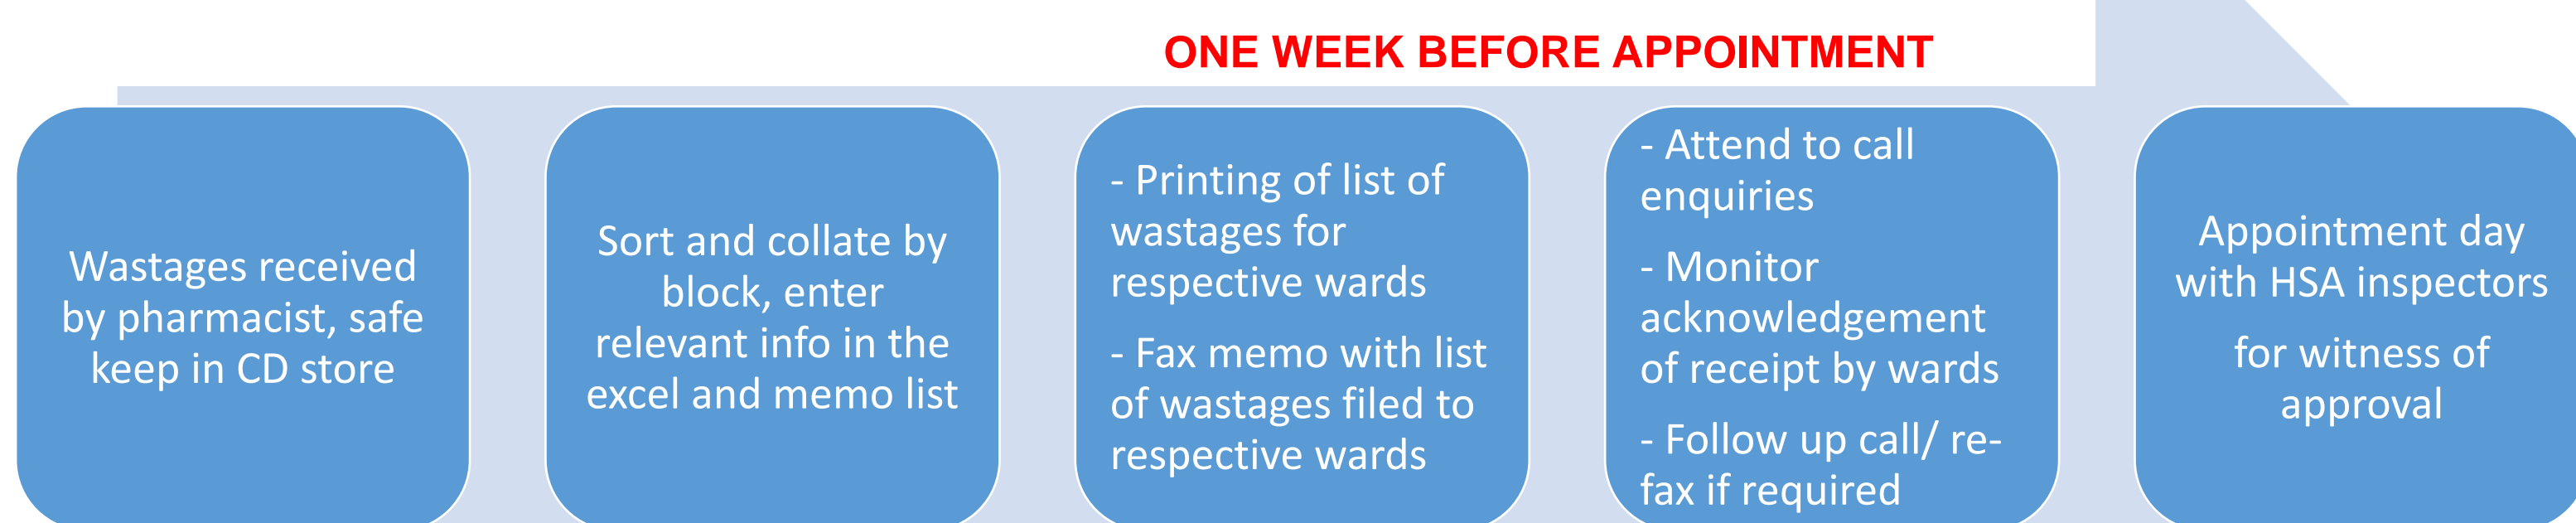 ONE WEEK BEFORE APPOINTMENT
Wastages received
by pharmacist, safe
keep in CD store
Sort and collate by
block, enter
relevant info in the
excel and memo list
- Printing of list of
wastages for
respective wards
- Fax memo with list
of wastages filed to
respective wards
- Attend to call
enquiries
- Monitor
acknowledgement
of receipt by wards
- Follow up call/ re-
fax if required
Appointment day
with HSA inspectors
for witness of
approval